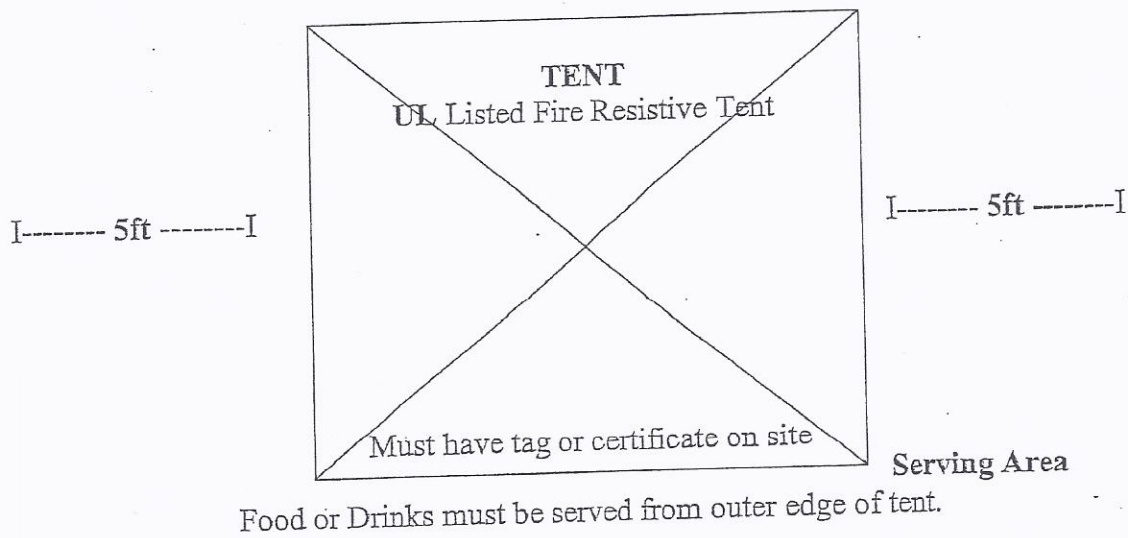 TENT
UL Listed Fire Resistive Tent
I-------- 5ft --------I
I-------- 5ft --------I
Must have tag or certificate on site
Serving Area
Food or Drinks must be served from outer edge of tent.